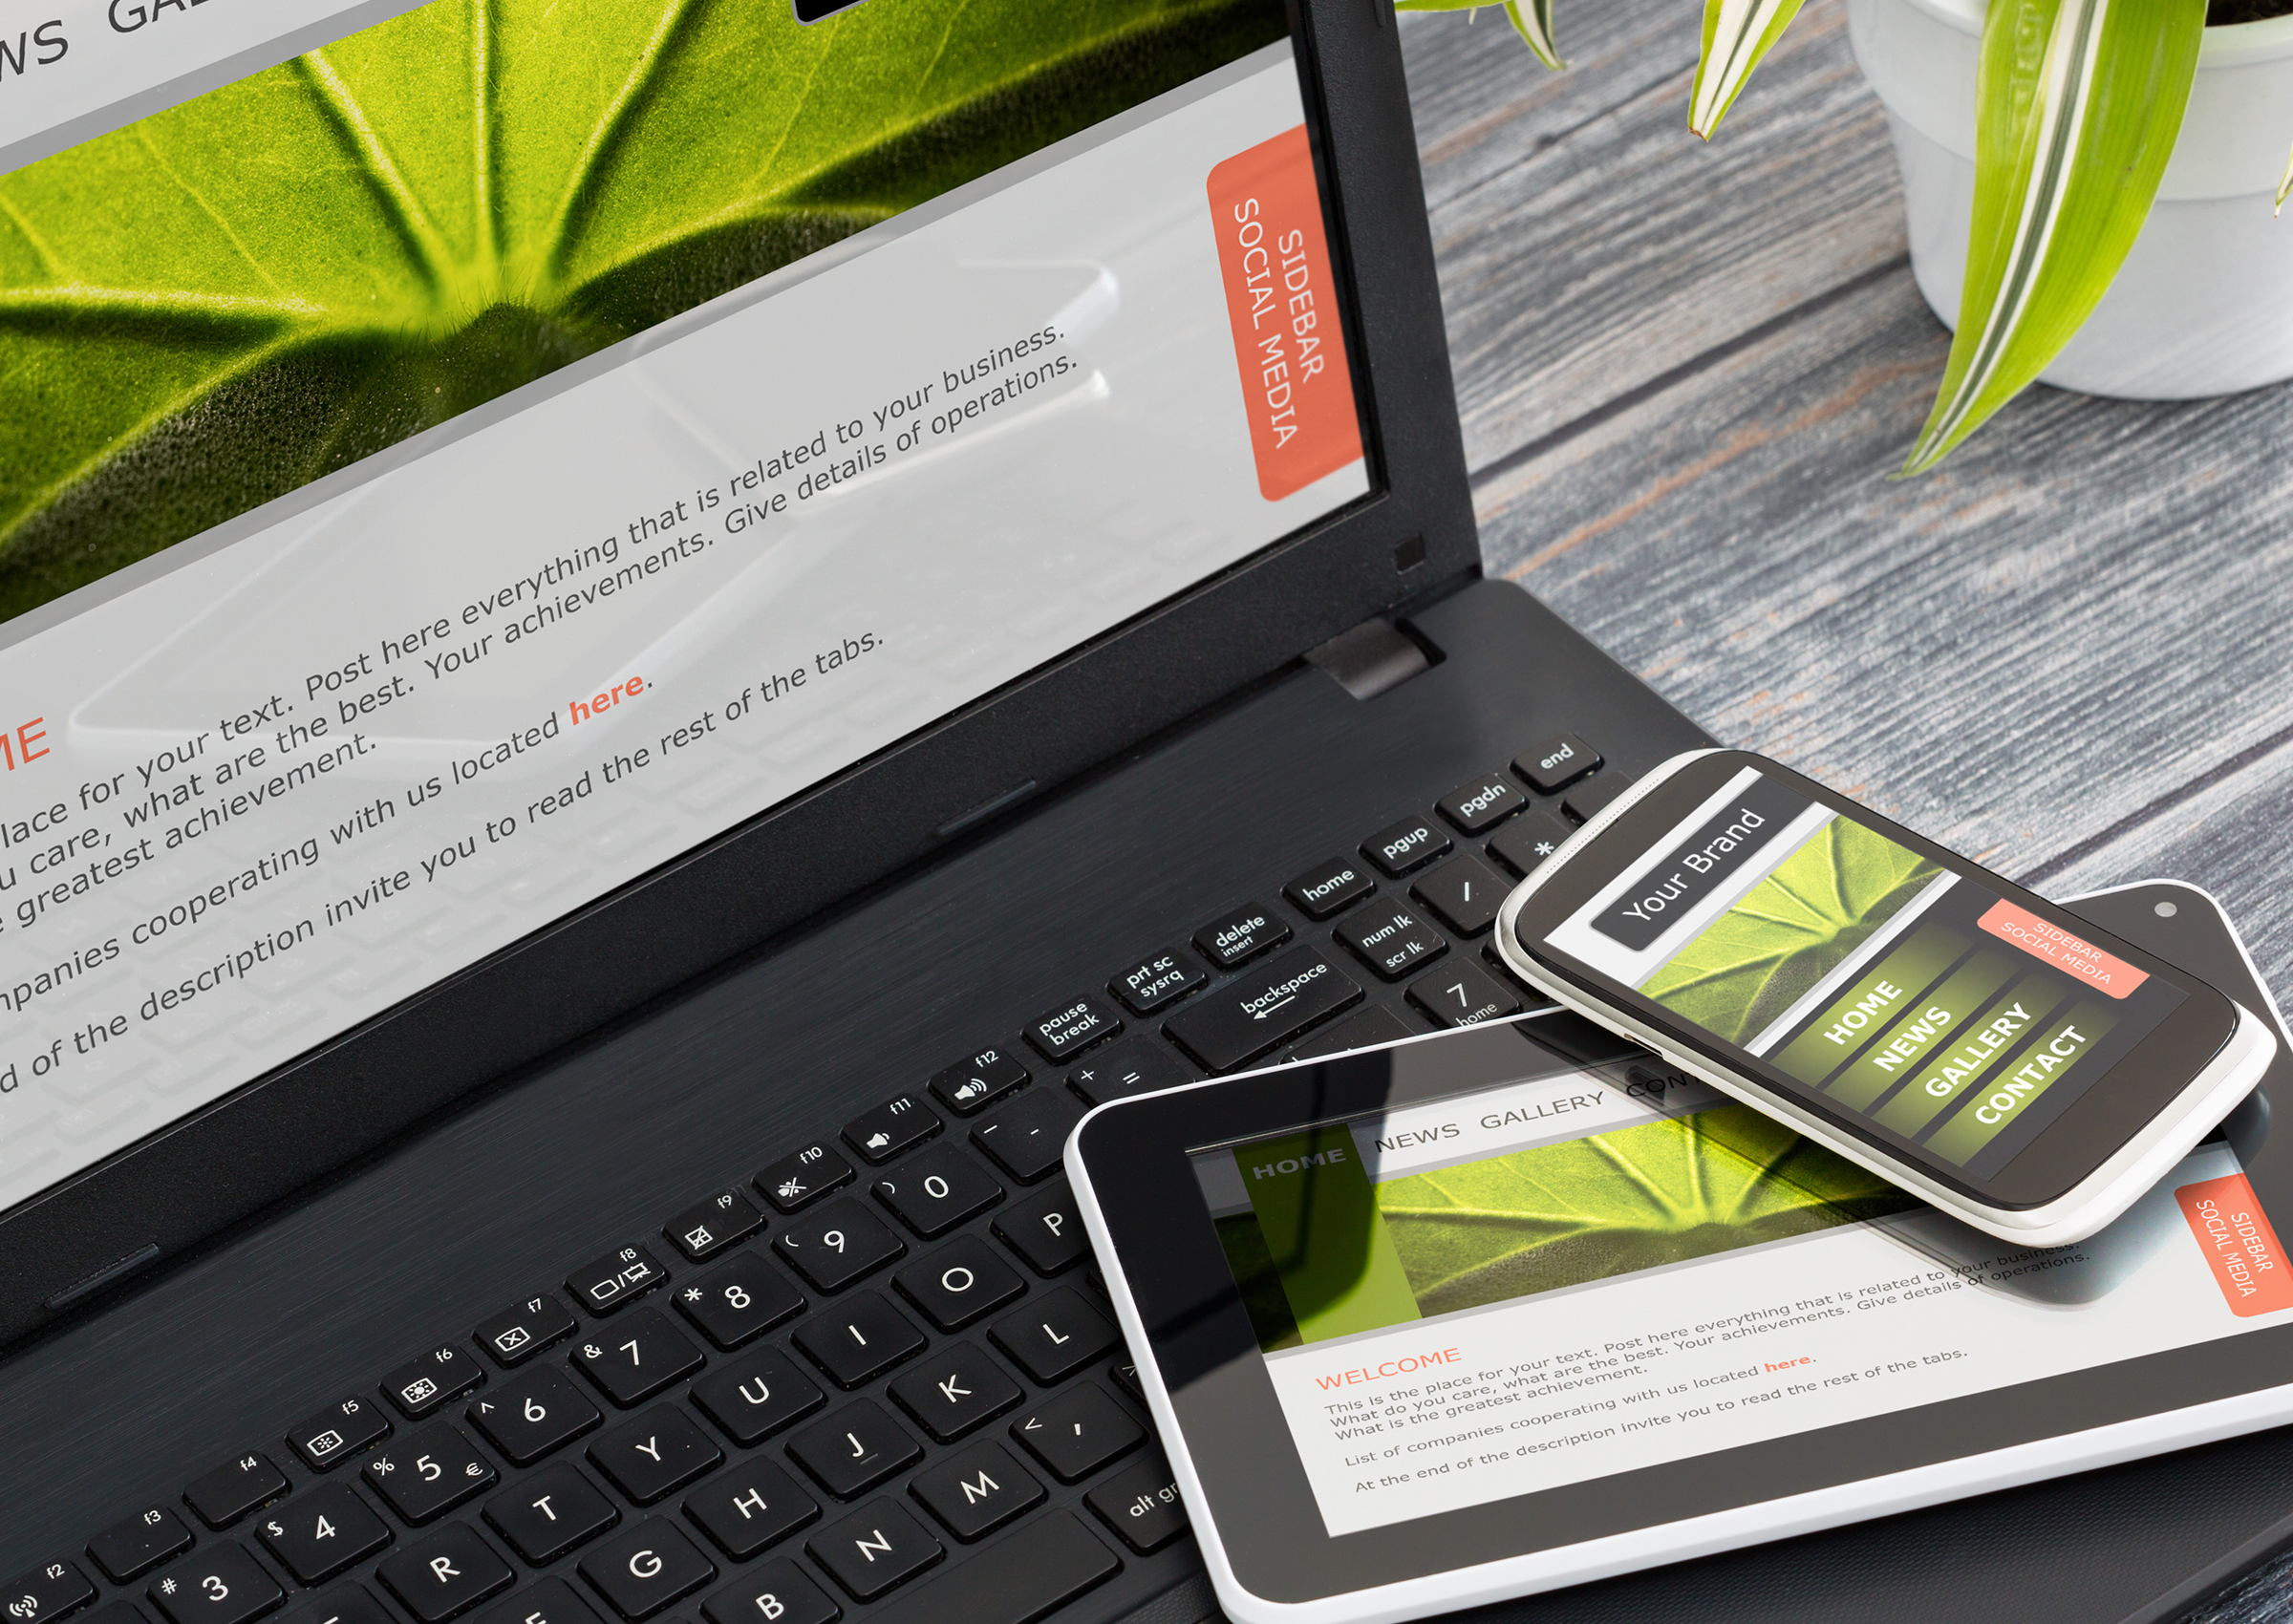 SIDEBAR
SOCIAL MEDIA
for your text. Post here everything that is related to your business.
care, what are the best. Your achievements. Give details of operations.
greatest achievement.
cooperating with us located here.
of the description invite you to read the rest of the tabs.
end
pgdn
pgup
home
delete
insert
prt sc
sysrq
pause
break
num lk
scr lk
backspace
7
home
*
/
f12
f11
f10
f9
f8
f7
f6
f5
f4
f3
f2
+ =
- -
) 0
( 9
* 8
& 7
^ 6
% 5 €
$ 4
# 3
P
O
I
U
Y
T
R
L
K
J
H
G
< ,
M
N
B
alt
Your Brand
SIDEBAR
SOCIAL MEDIA
HOME
NEWS
GALLERY
CONTACT
HOME NEWS GALLERY
SIDEBAR
SOCIAL MEDIA
WELCOME
This is the place for your text. Post here everything that is related to your business.
What do you care, what are the best. Your achievements. Give details of operations.
What is the greatest achievement.
List of companies cooperating with us located here.
At the end of the description invite you to read the rest of the tabs.